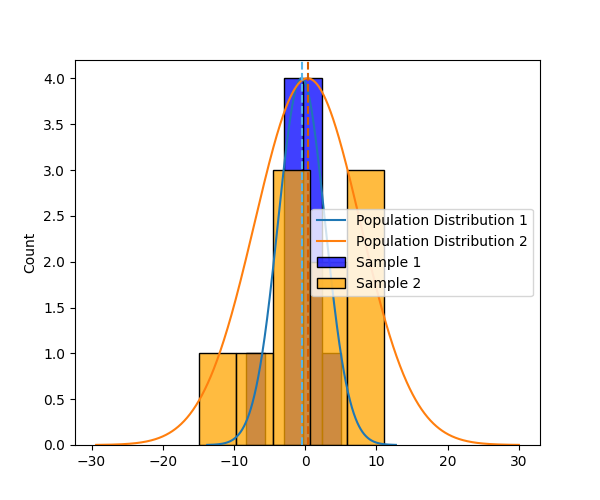 4.0
3.5
3.0
2.5
2.0
1.5
1.0
0.5
0.0
Count
Population Distribution 1
Population Distribution 2
Sample 1
Sample 2
−30 −20 −10 0 10 20 30